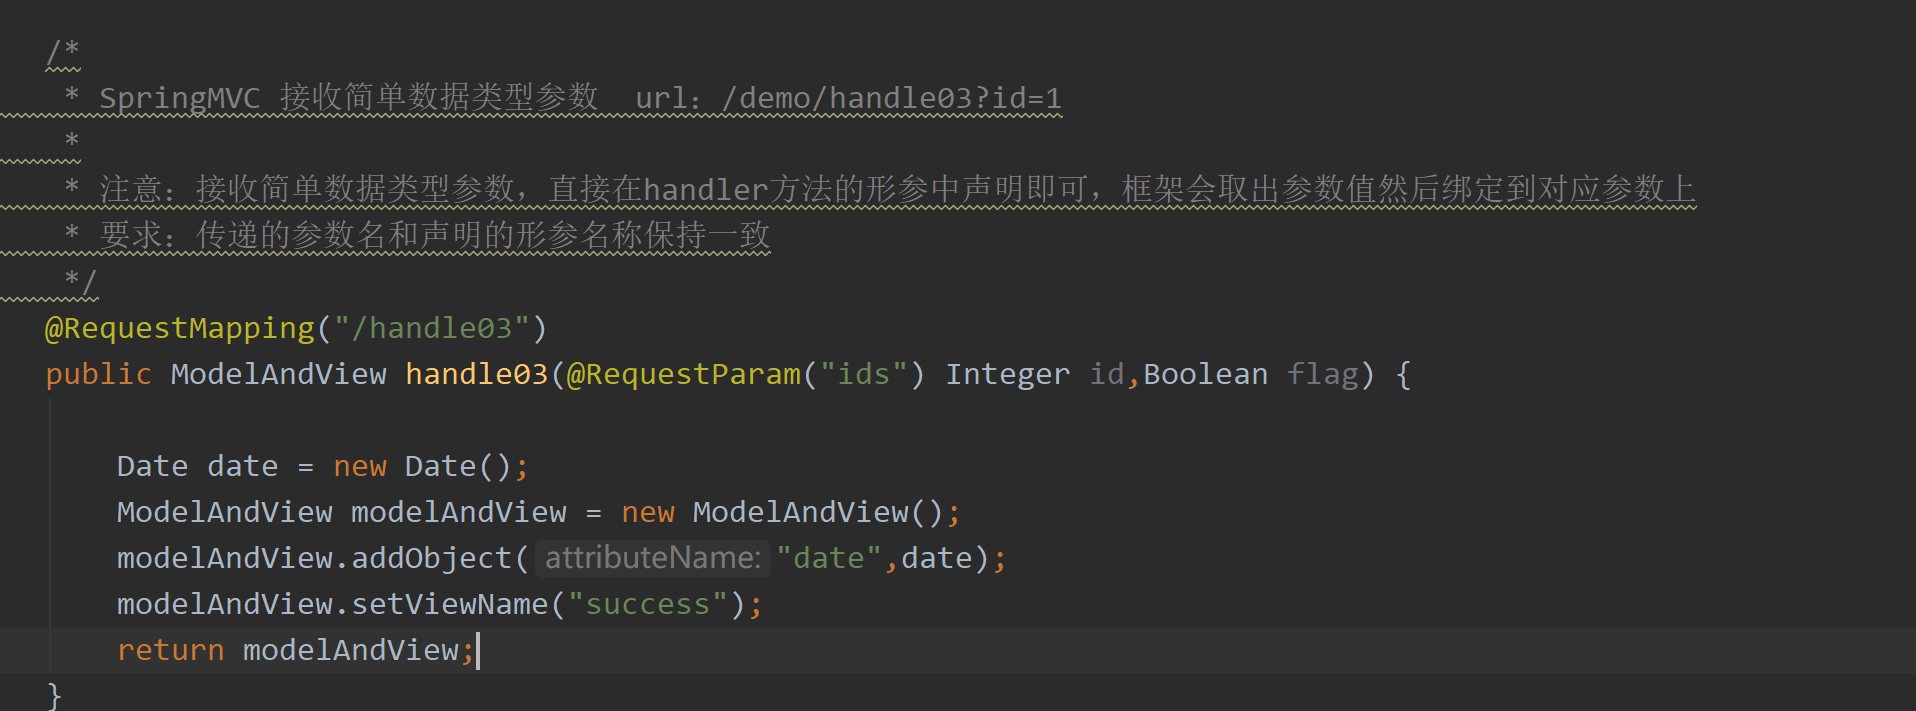 /*
* SpringMVC 接收简单数据类型参数  url：/demo/handle03?id=1
*
* 注意：接收简单数据类型参数，直接在handler方法的形参中声明即可，框架会取出参数值然后绑定到对应参数上
* 要求：传递的参数名和声明的形参名称保持一致
*/
@RequestMapping("/handle03")
public ModelAndView handle03(@RequestParam("ids") Integer id,Boolean flag) {
Date date = new Date();
ModelAndView modelAndView = new ModelAndView();
modelAndView.addObject( attributeName: "date",date);
modelAndView.setViewName("success");
return modelAndView;
}